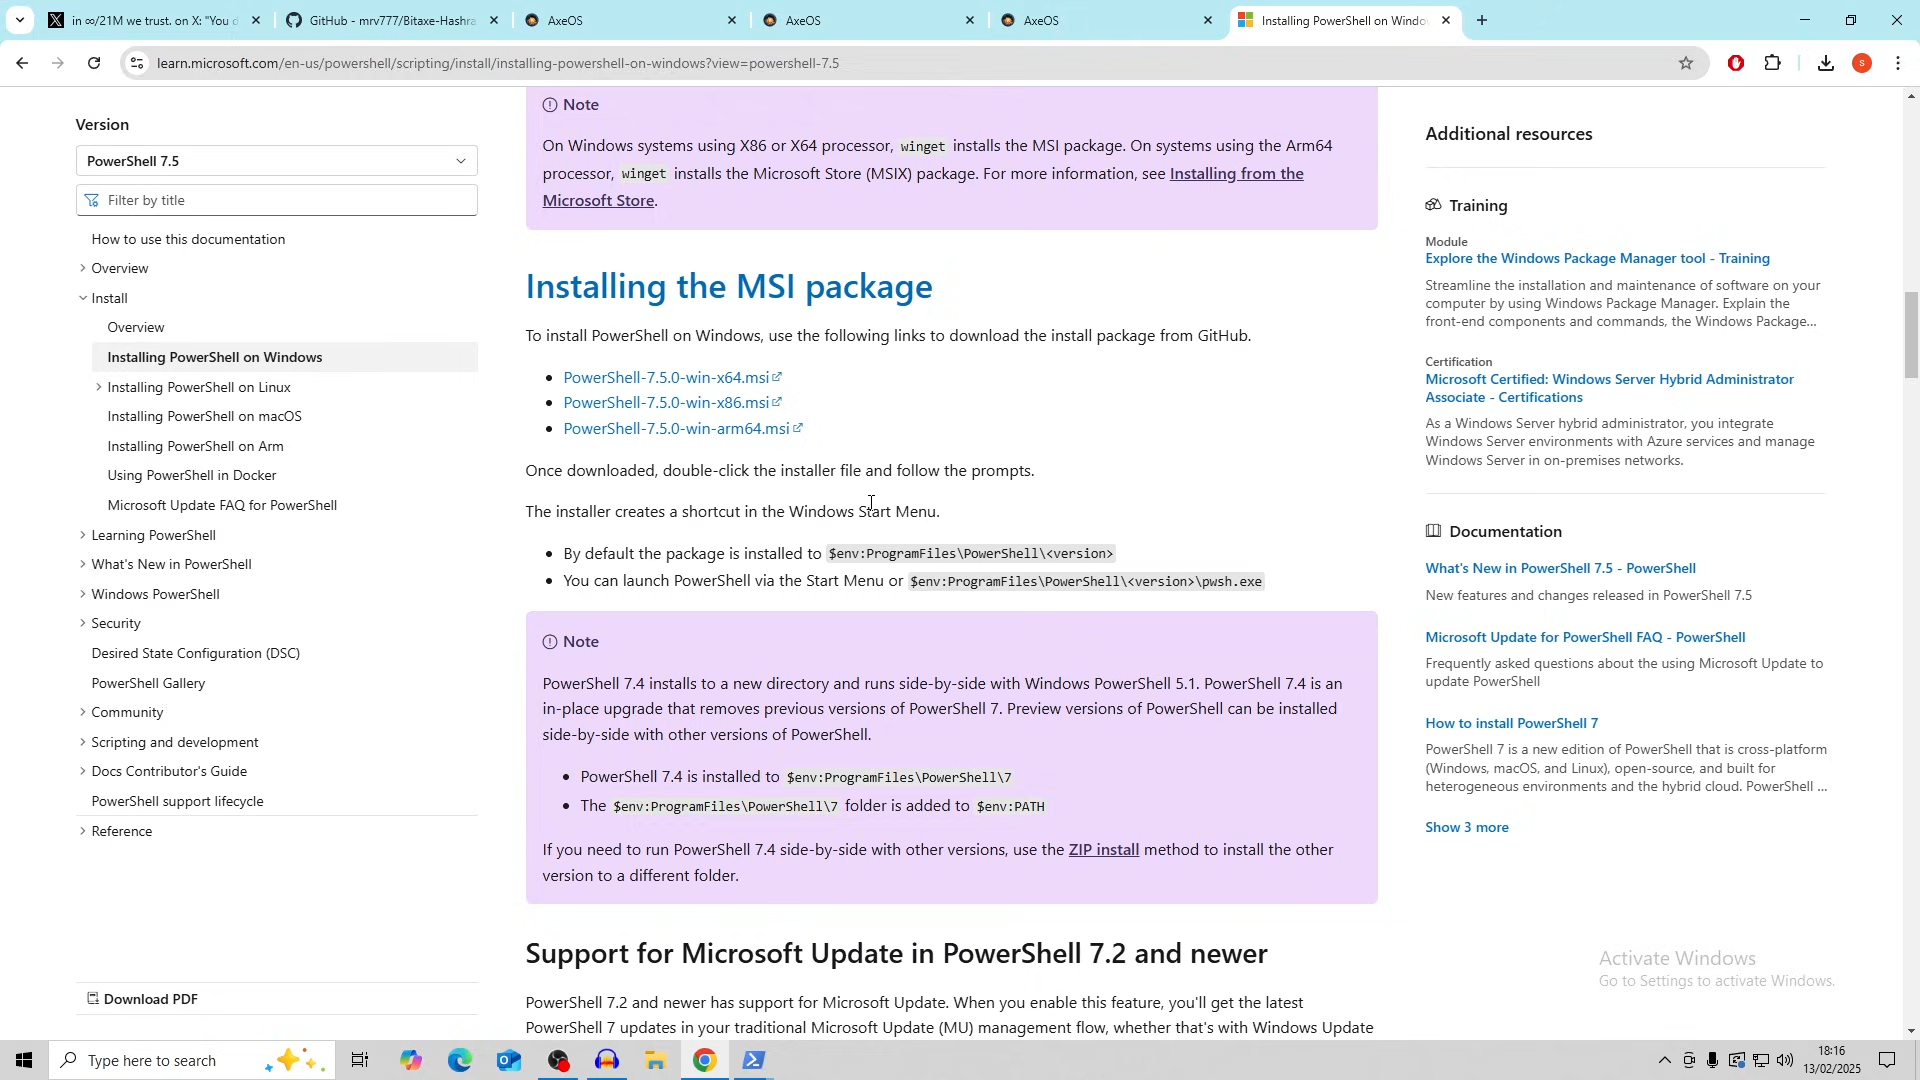 in ∞/21M we trust. on X: "You d
GitHub - mrv777/Bitaxe-Hashra
AxeOS
AxeOS
AxeOS
Installing PowerShell on Windo
learn.microsoft.com/en-us/powershell/scripting/install/installing-powershell-on-windows?view=powershell-7.5
S
Version
PowerShell 7.5
Filter by title
How to use this documentation
Overview
Install
Overview
Installing PowerShell on Windows
Installing PowerShell on Linux
Installing PowerShell on macOS
Installing PowerShell on Arm
Using PowerShell in Docker
Microsoft Update FAQ for PowerShell
Learning PowerShell
What's New in PowerShell
Windows PowerShell
Security
Desired State Configuration (DSC)
PowerShell Gallery
Community
Scripting and development
Docs Contributor's Guide
PowerShell support lifecycle
Reference
Download PDF
Note
On Windows systems using X86 or X64 processor, winget installs the MSI package. On systems using the Arm64
processor, winget installs the Microsoft Store (MSIX) package. For more information, see Installing from the
Microsoft Store.
Installing the MSI package
To install PowerShell on Windows, use the following links to download the install package from GitHub.
PowerShell-7.5.0-win-x64.msi
PowerShell-7.5.0-win-x86.msi
PowerShell-7.5.0-win-arm64.msi
Once downloaded, double-click the installer file and follow the prompts.
The installer creates a shortcut in the Windows Start Menu.
By default the package is installed to $env:ProgramFiles\PowerShell\<version>
You can launch PowerShell via the Start Menu or $env:ProgramFiles\PowerShell\<version>\pwsh.exe
Note
PowerShell 7.4 installs to a new directory and runs side-by-side with Windows PowerShell 5.1. PowerShell 7.4 is an
in-place upgrade that removes previous versions of PowerShell 7. Preview versions of PowerShell can be installed
side-by-side with other versions of PowerShell.
PowerShell 7.4 is installed to $env:ProgramFiles\PowerShell\7
The $env:ProgramFiles\PowerShell\7 folder is added to $env:PATH
If you need to run PowerShell 7.4 side-by-side with other versions, use the ZIP install method to install the other
version to a different folder.
Support for Microsoft Update in PowerShell 7.2 and newer
PowerShell 7.2 and newer has support for Microsoft Update. When you enable this feature, you'll get the latest
PowerShell 7 updates in your traditional Microsoft Update (MU) management flow, whether that's with Windows Update
Additional resources
Training
Module
Explore the Windows Package Manager tool - Training
Streamline the installation and maintenance of software on your
computer by using Windows Package Manager. Explain the
front-end components and commands, the Windows Package...
Certification
Microsoft Certified: Windows Server Hybrid Administrator
Associate - Certifications
As a Windows Server hybrid administrator, you integrate
Windows Server environments with Azure services and manage
Windows Server in on-premises networks.
Documentation
What's New in PowerShell 7.5 - PowerShell
New features and changes released in PowerShell 7.5
Microsoft Update for PowerShell FAQ - PowerShell
Frequently asked questions about the using Microsoft Update to
update PowerShell
How to install PowerShell 7
PowerShell 7 is a new edition of PowerShell that is cross-platform
(Windows, macOS, and Linux), open-source, and built for
heterogeneous environments and the hybrid cloud. PowerShell ...
Show 3 more
Activate Windows
Go to Settings to activate Windows.
Type here to search
18:16
13/02/2025